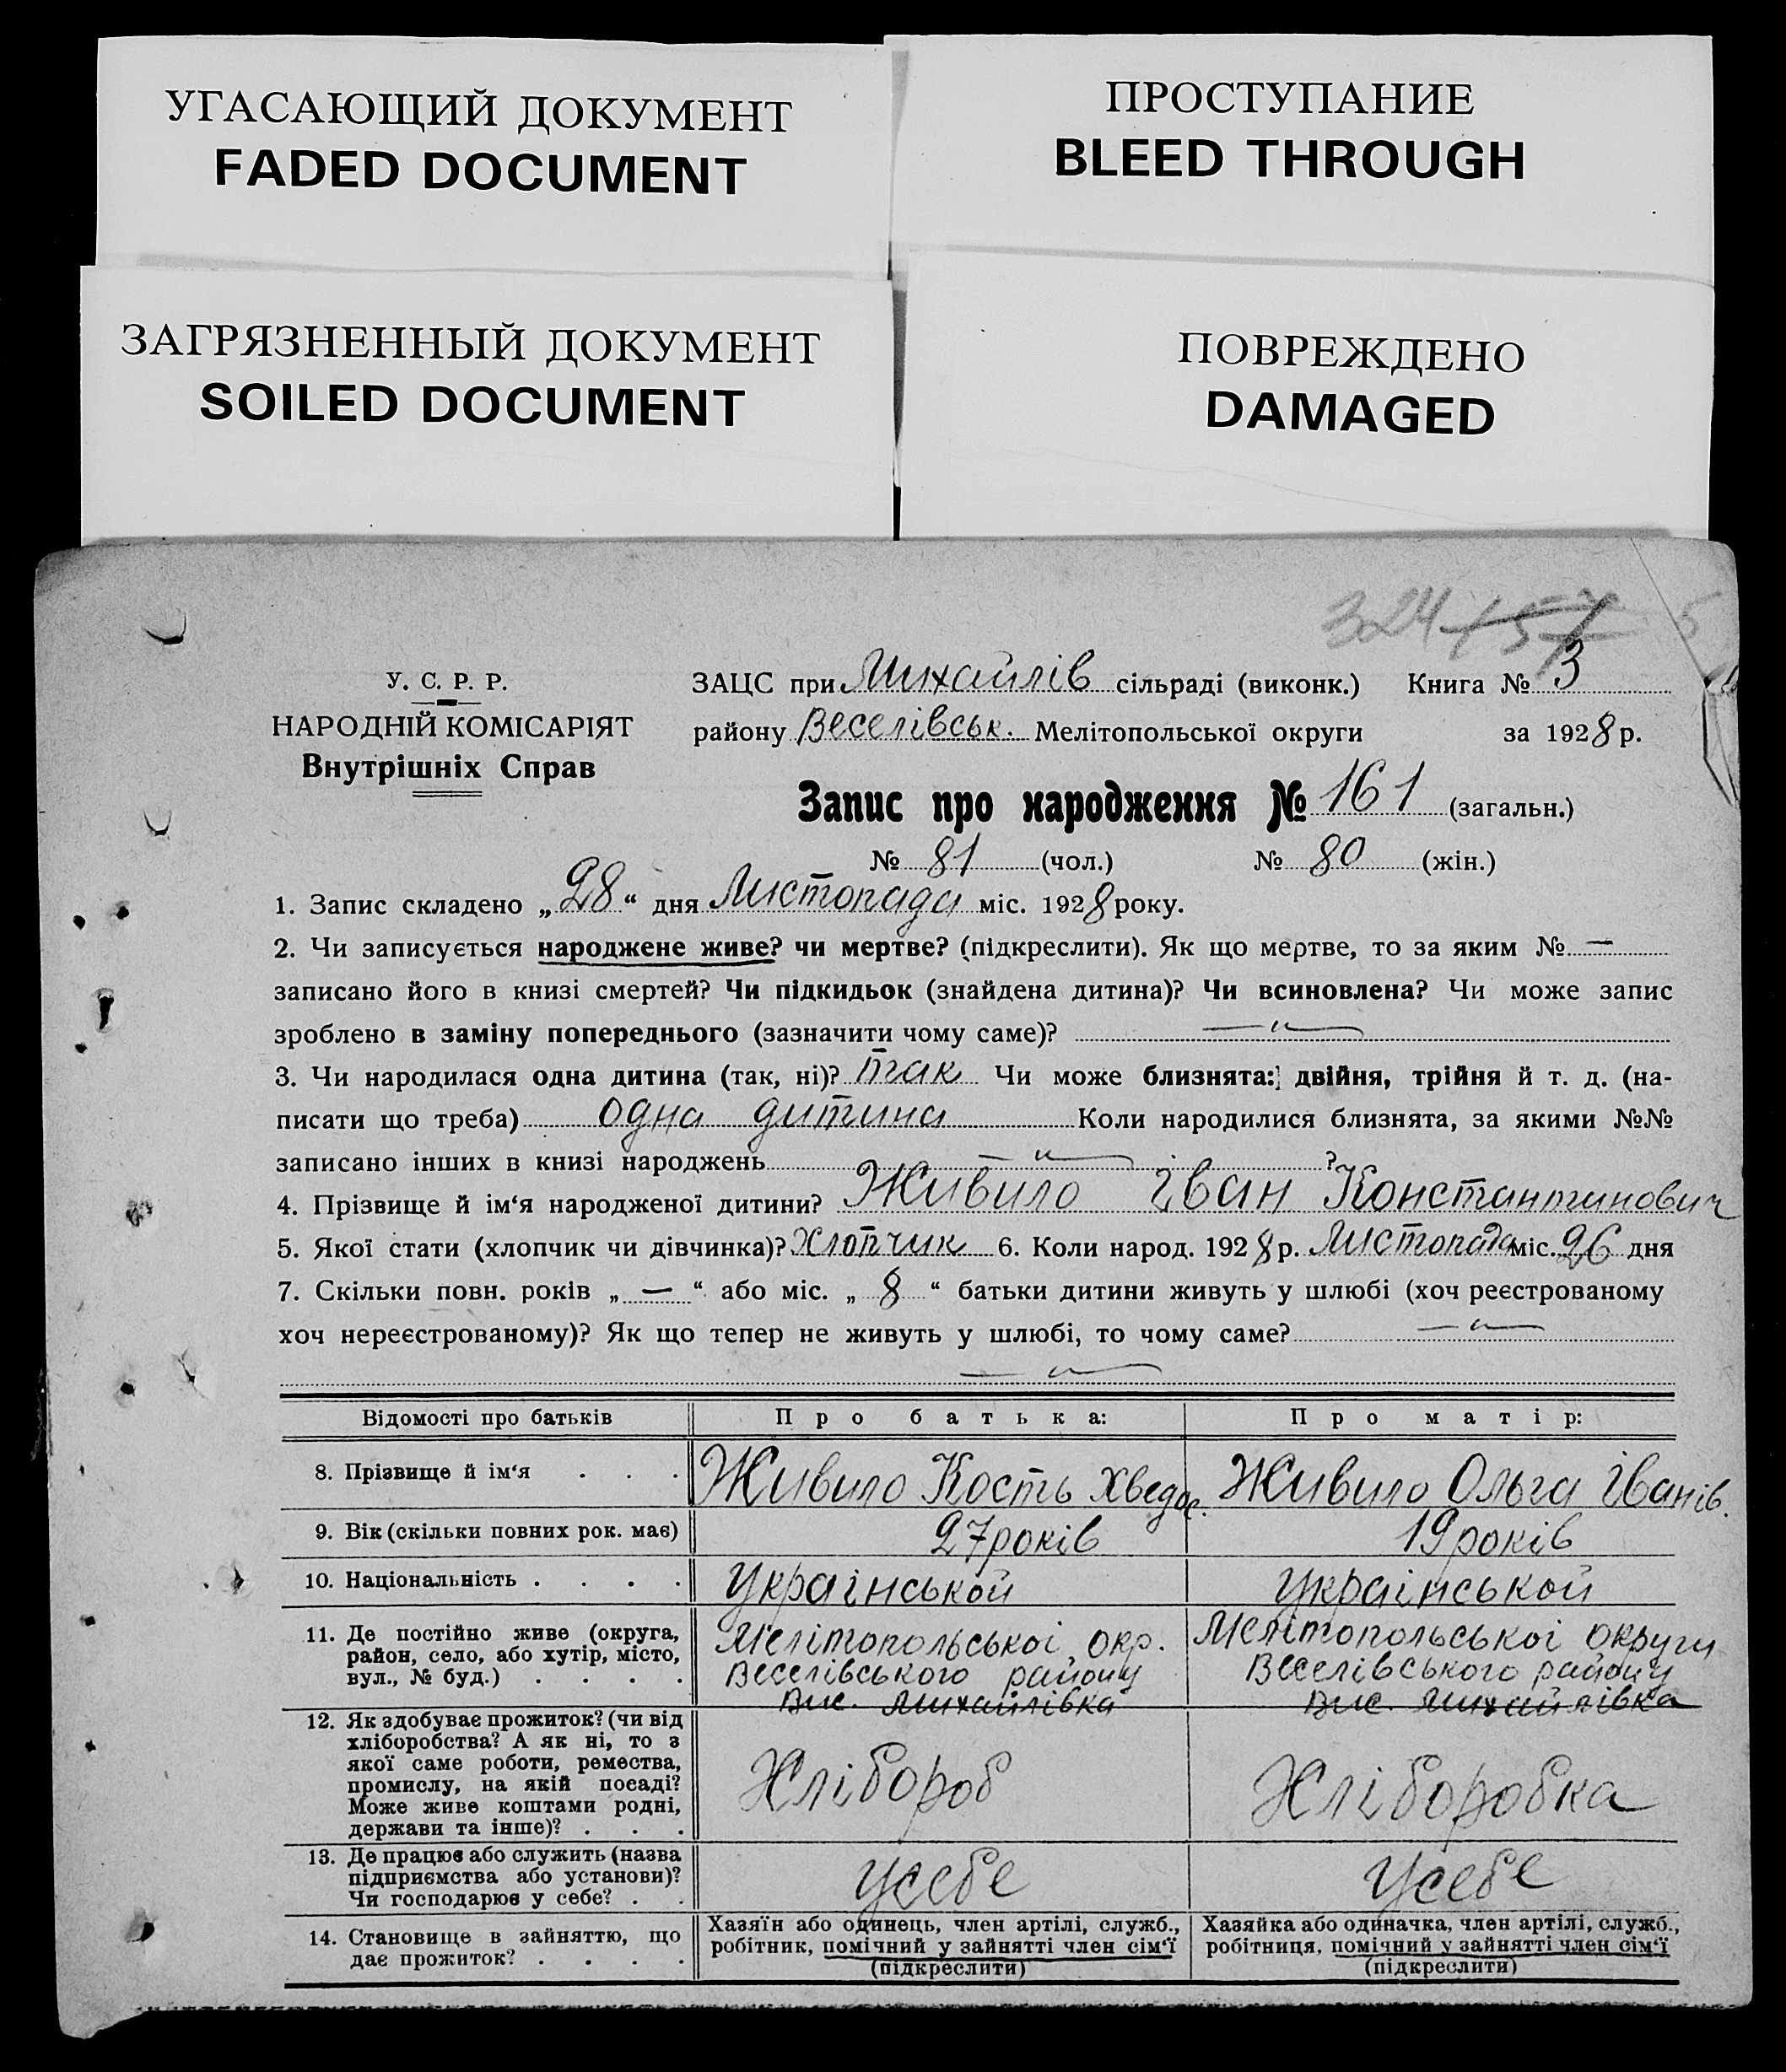 УГАСАЮЩИЙ ДОКУМЕНТ
FADED DOCUMENT
ПРОСТУПАНИЕ
BLEED THROUGH
ЗАГРЯЗНЕННЫЙ ДОКУМЕНТ
SOILED DOCUMENT
ПОВРЕЖДЕНО
DAMAGED
324
У. С. Р. Р.
НАРОДНІЙ КОМІСАРІЯТ
Внутрішніх Справ
ЗАЦС при Михайлів сільраді (виконк.) Книга № 3
району Веселівськ. Мелітопольської округи за 1928 р.
Запис про народження № 161 (загальн.)
№ 81 (чол.) № 80 (жін.)
1. Запис складено „28“ дня Листопада міс. 1928 року.
2. Чи записується народжене живе? чи мертве? (підкреслити). Як що мертве, то за яким № —
записано його в книзі смертей? Чи підкидьок (знайдена дитина)? Чи всиновлена? Чи може запис
зроблено в заміну попереднього (зазначити чому саме)? — „ —
3. Чи народилася одна дитина (так, ні)? так Чи може близнята: двійня, трійня й т. д. (на-
писати що треба) одна дитина Коли народилися близнята, за якими №№
записано інших в книзі народжень — „ — ?
4. Прізвище й ім‘я народженої дитини? Живило Іван Константинович
5. Якої стати (хлопчик чи дівчинка)? Хлопчик 6. Коли народ. 1928 р. Листопада міс. 26 дня
7. Скільки повн. років „ — “ або міс. „ 8 “ батьки дитини живуть у шлюбі (хоч реєстрованому
хоч нереєстрованому)? Як що тепер не живуть у шлюбі, то чому саме? — „ —
— „ —
Відомості про батьків Про батька: Про матір:
8. Прізвище й ім‘я . . . Живило Кость Хведор. Живило Ольга Іванів.
9. Вік (скільки повних рок. має) 27 років 19 років
10. Національність . . . . Українськой Українськой
11. Де постійно живе (округа,
район, село, або хутір, місто,
вул., № буд.) . . . .
Мелітопольської окр.
Веселівського району
Вис. Михайлівка
Мелітопольської округи
Веселівського району
Вис. Михайлівка
12. Як здобуває прожиток? (чи від
хліборобства? А як ні, то з
якої саме роботи, ремества,
промислу, на якій посаді?
Може живе коштами родні,
держави та інше)? . . .
Хлібороб
Хліборобка
13. Де працює або служить (назва
підприємства або установи)?
Чи господарює у себе? . .
Усебе
Усебе
14. Становище в зайняттю, що
дає прожиток? . . . .
Хазяїн або одинець, член артілі, служб.,
робітник, помічний у зайнятті член сім‘ї
(підкреслити)
Хазяйка або одиначка, член артілі, служб.,
робітниця, помічний у зайнятті член сім‘ї
(підкреслити)